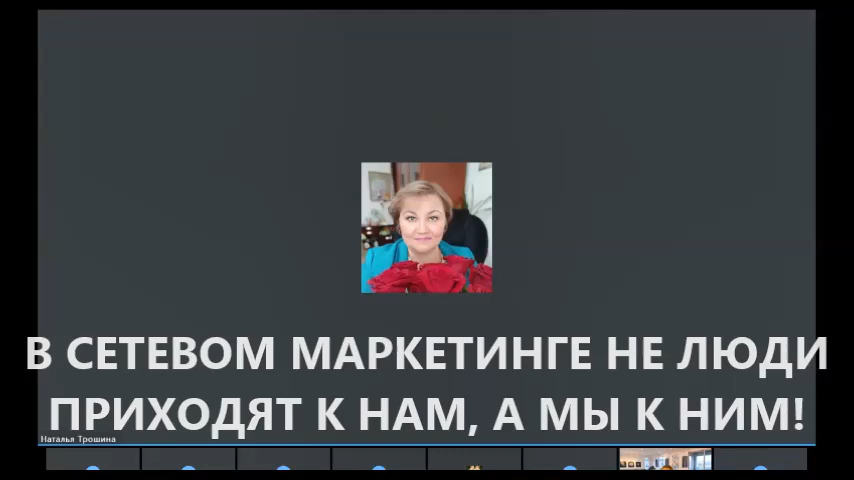 В СЕТЕВОМ МАРКЕТИНГЕ НЕ ЛЮДИ
ПРИХОДЯТ К НАМ, А МЫ К НИМ!
Наталья Трошина